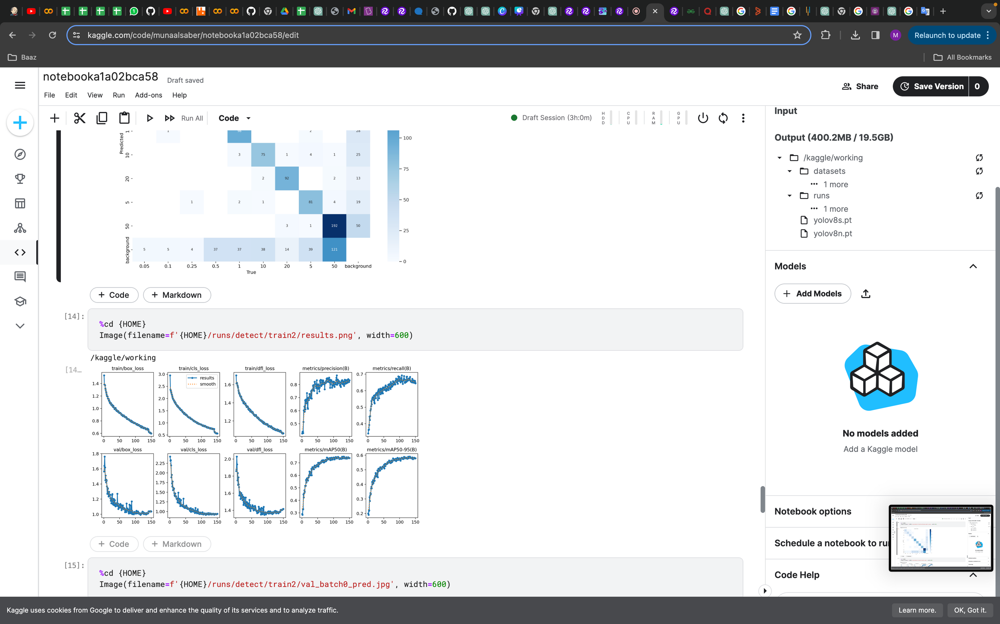 kaggle.com/code/munaalsaber/notebooka1a02bca58/edit
Relaunch to update
M
Baaz
All Bookmarks
notebooka1a02bca58
Draft saved
File Edit View Run Add-ons Help
Share
Save Version 0
Run All
Code
Draft Session (3h:0m)
HDD
CPU
RAM
GPU
Predicted
1
1 98 2 28
100
10
3 75 1 4 1 25
75
20
2 92 2 13
5
1 2 1 81 4 19
50
50
3 1 192 50
25
background
5 5 4 37 37 38 14 39 121
0
0.05 0.1 0.25 0.5 1 10 20 5 50 background
True
+ Code + Markdown
[14]:
%cd {HOME}
Image(filename=f'{HOME}/runs/detect/train2/results.png', width=600)
/kaggle/working
[14…
train/box_loss train/cls_loss train/dfl_loss metrics/precision(B) metrics/recall(B)
results
smooth
1.4 1.2 1.0 0.8 0.6
3.0 2.5 2.0 1.5 1.0 0.5
1.6 1.4 1.2
0.8 0.7 0.6 0.5
0.7 0.6 0.5 0.4
0 50 100 150 0 50 100 150 0 50 100 150 0 50 100 150 0 50 100 150
val/box_loss val/cls_loss val/dfl_loss metrics/mAP50(B) metrics/mAP50-95(B)
1.8 1.6 1.4 1.2 1.0
2.25 2.00 1.75 1.50 1.25 1.00
2.0 1.8 1.6 1.4
0.7 0.6 0.5 0.4 0.3
0.6 0.5 0.4 0.3 0.2
0 50 100 150 0 50 100 150 0 50 100 150 0 50 100 150 0 50 100 150
+ Code + Markdown
[15]:
%cd {HOME}
Image(filename=f'{HOME}/runs/detect/train2/val_batch0_pred.jpg', width=600)
Input
Output (400.2MB / 19.5GB)
/kaggle/working
datasets
1 more
runs
1 more
yolov8s.pt
yolov8n.pt
Models
+ Add Models
No models added
Add a Kaggle model
Notebook options
Schedule a notebook to
Code Help
Kaggle uses cookies from Google to deliver and enhance the quality of its services and to analyze traffic.
Learn more.
OK, Got it.